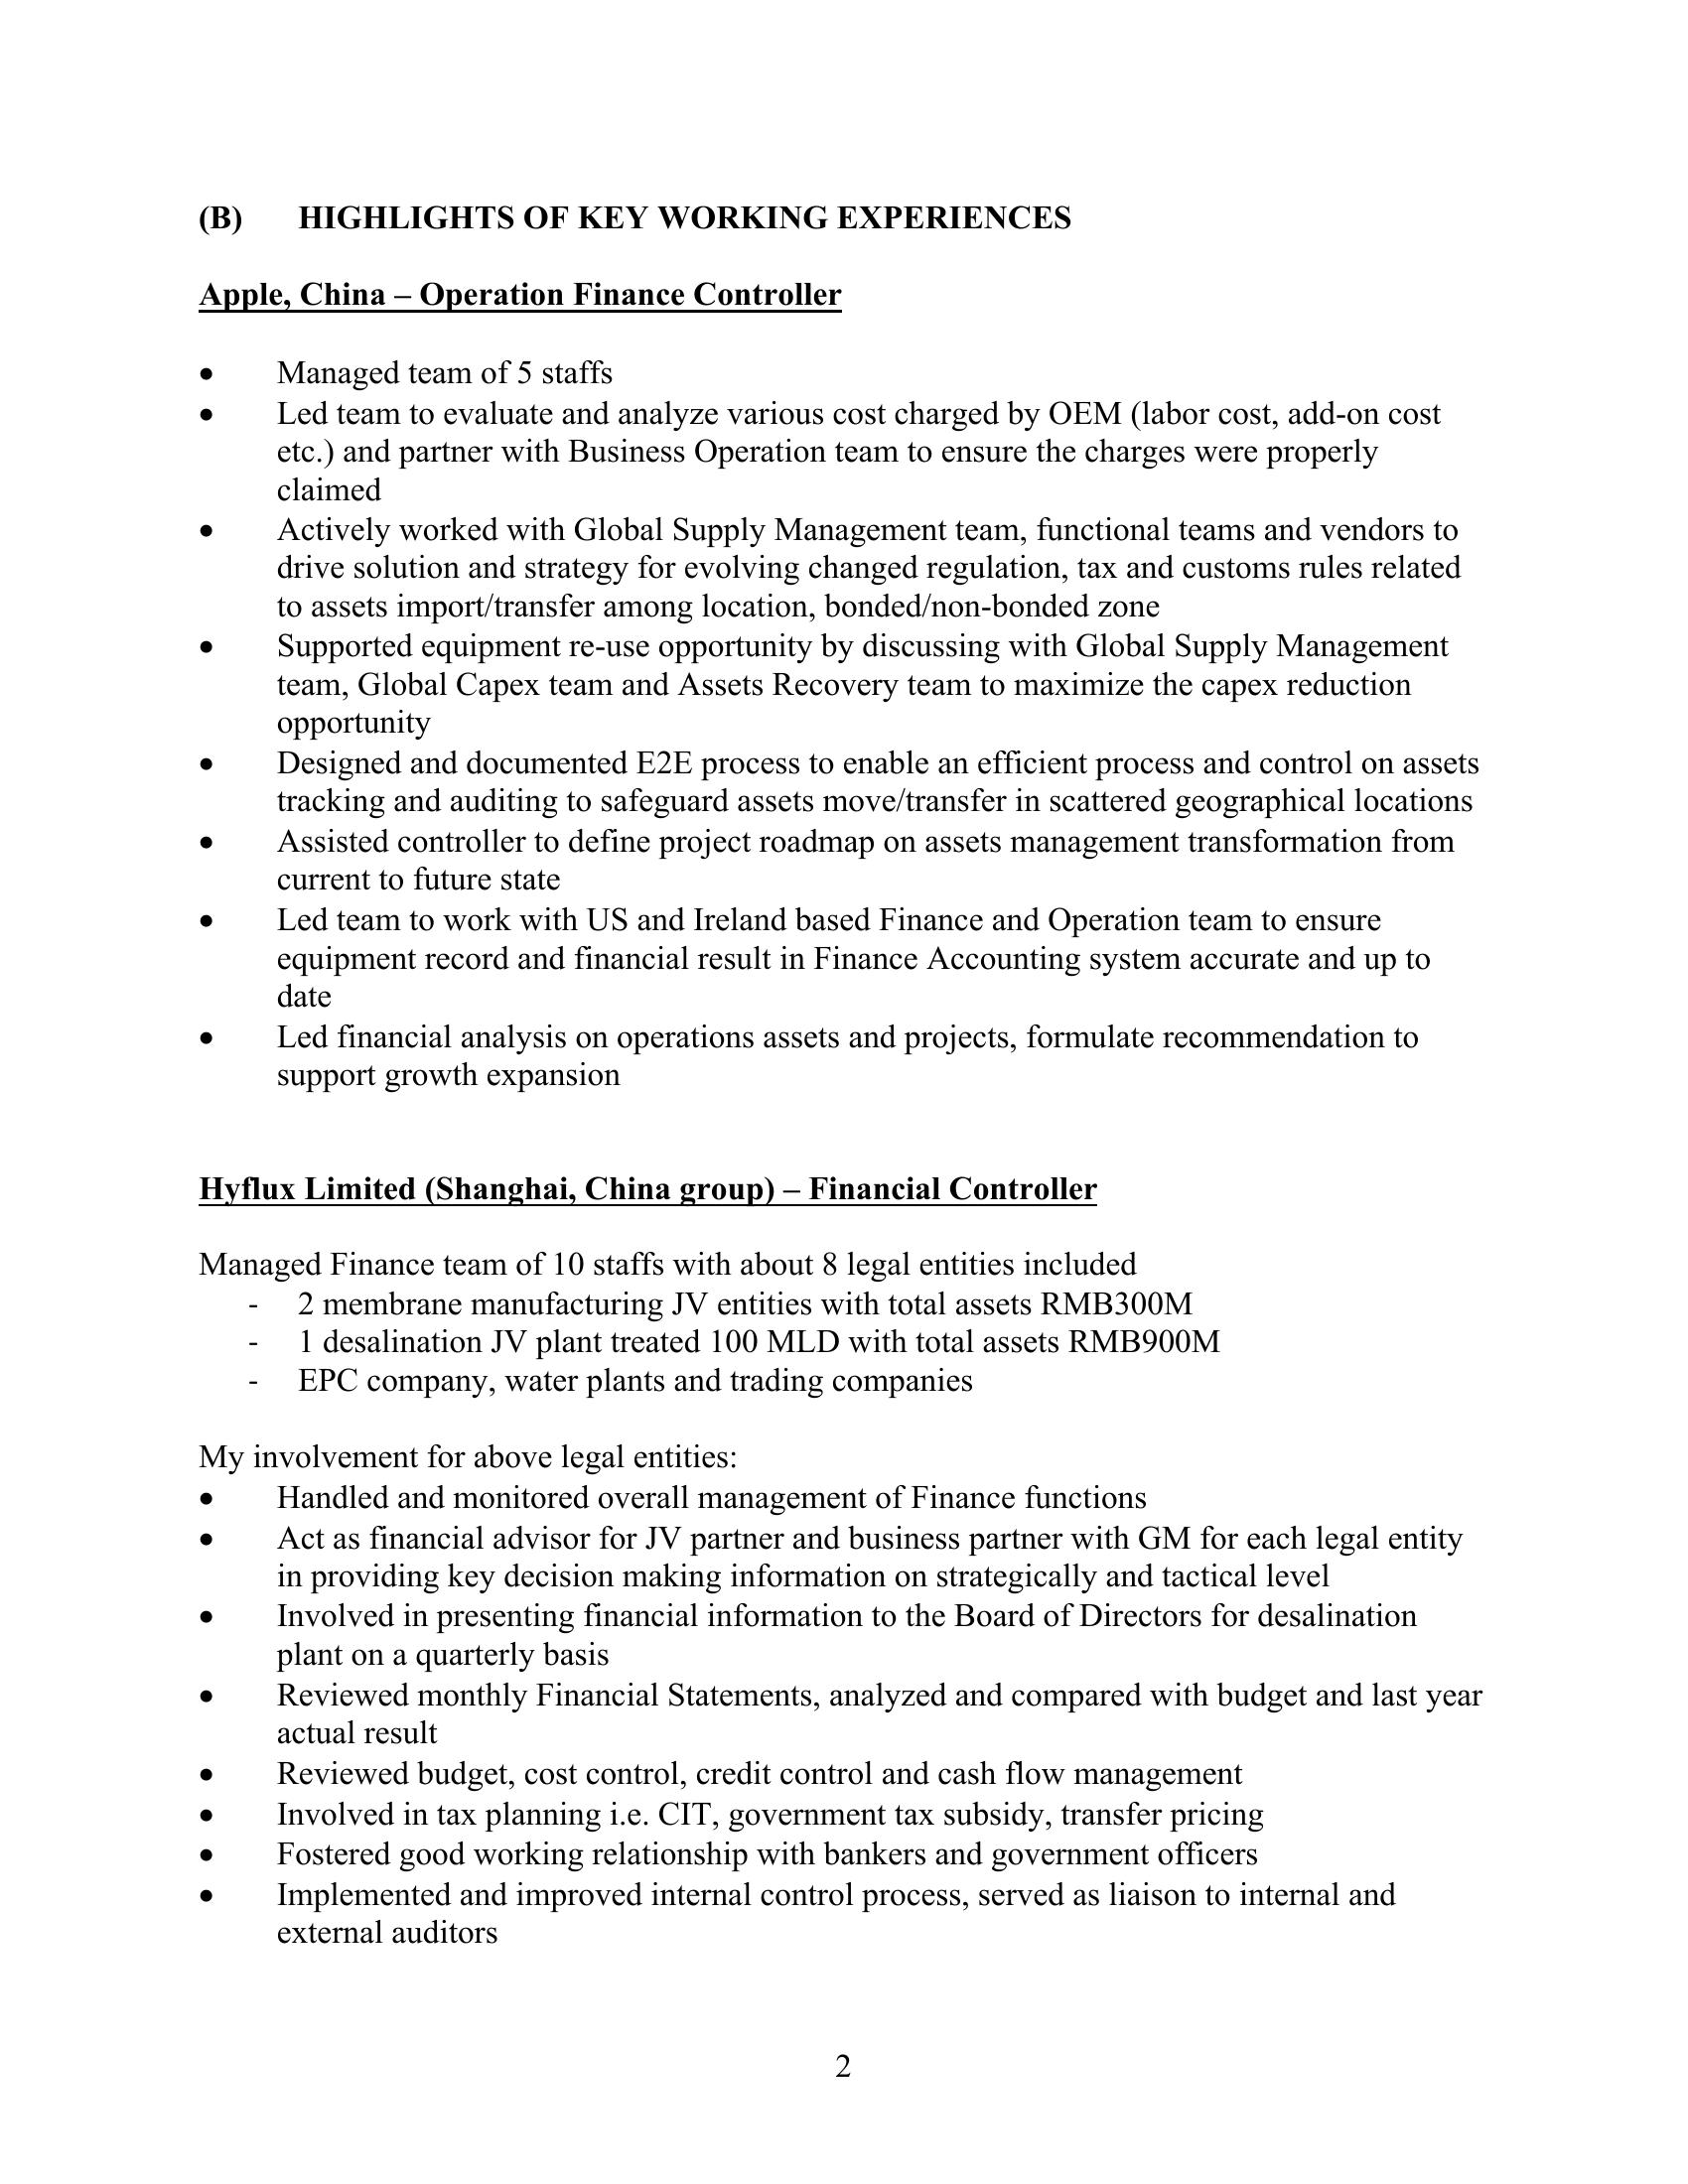 (B) HIGHLIGHTS OF KEY WORKING EXPERIENCES
Apple, China – Operation Finance Controller
• Managed team of 5 staffs
• Led team to evaluate and analyze various cost charged by OEM (labor cost, add-on cost
etc.) and partner with Business Operation team to ensure the charges were properly
claimed
• Actively worked with Global Supply Management team, functional teams and vendors to
drive solution and strategy for evolving changed regulation, tax and customs rules related
to assets import/transfer among location, bonded/non-bonded zone
• Supported equipment re-use opportunity by discussing with Global Supply Management
team, Global Capex team and Assets Recovery team to maximize the capex reduction
opportunity
• Designed and documented E2E process to enable an efficient process and control on assets
tracking and auditing to safeguard assets move/transfer in scattered geographical locations
• Assisted controller to define project roadmap on assets management transformation from
current to future state
• Led team to work with US and Ireland based Finance and Operation team to ensure
equipment record and financial result in Finance Accounting system accurate and up to
date
• Led financial analysis on operations assets and projects, formulate recommendation to
support growth expansion
Hyflux Limited (Shanghai, China group) – Financial Controller
Managed Finance team of 10 staffs with about 8 legal entities included
- 2 membrane manufacturing JV entities with total assets RMB300M
- 1 desalination JV plant treated 100 MLD with total assets RMB900M
- EPC company, water plants and trading companies
My involvement for above legal entities:
• Handled and monitored overall management of Finance functions
• Act as financial advisor for JV partner and business partner with GM for each legal entity
in providing key decision making information on strategically and tactical level
• Involved in presenting financial information to the Board of Directors for desalination
plant on a quarterly basis
• Reviewed monthly Financial Statements, analyzed and compared with budget and last year
actual result
• Reviewed budget, cost control, credit control and cash flow management
• Involved in tax planning i.e. CIT, government tax subsidy, transfer pricing
• Fostered good working relationship with bankers and government officers
• Implemented and improved internal control process, served as liaison to internal and
external auditors
2